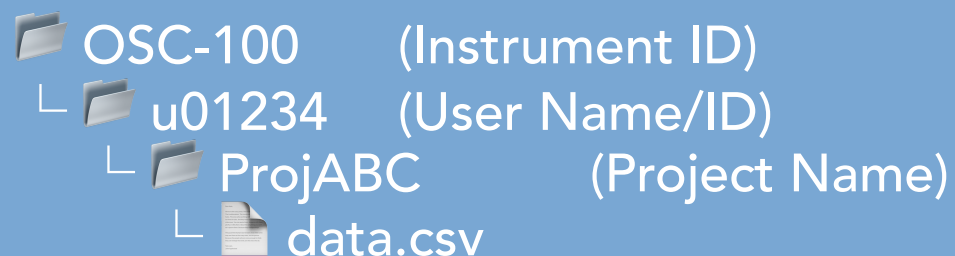 OSC-100 (Instrument ID)
u01234 (User Name/ID)
ProjABC (Project Name)
data.csv